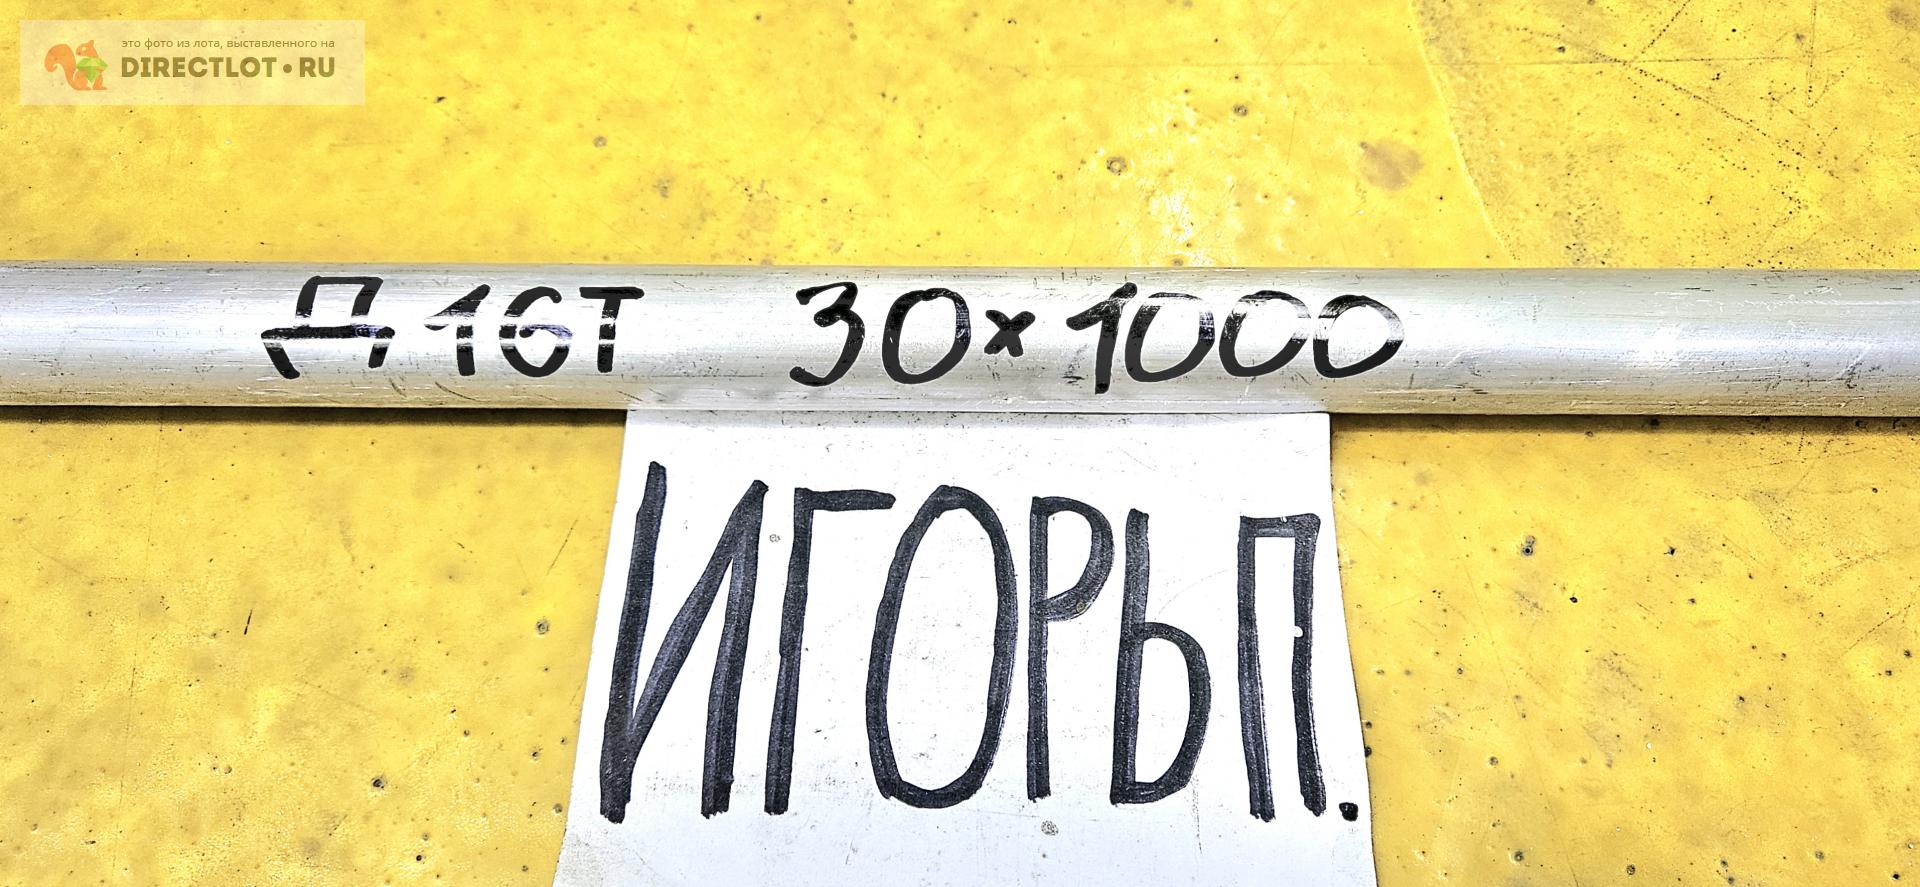 это фото из лота, выставленного на
DIRECTLOT•RU
Д16Т 30×1000
ИГОРЬ П.